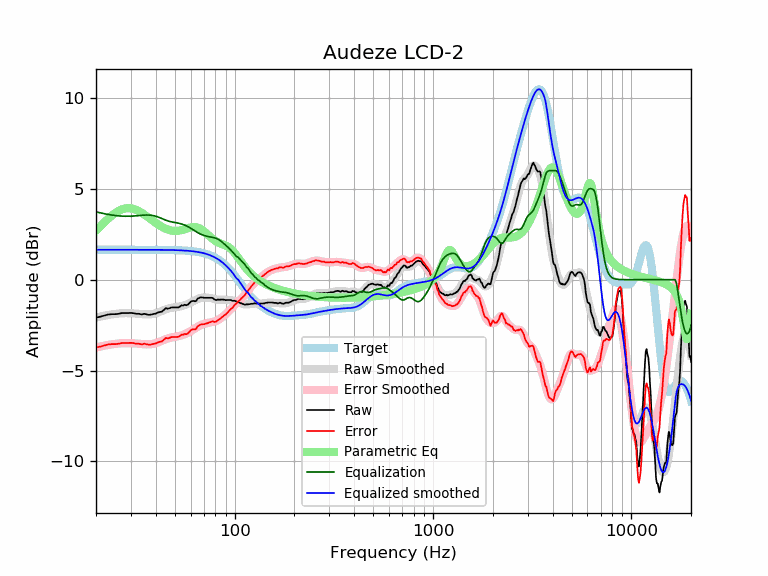 Audeze LCD-2
Amplitude (dBr)
10
5
0
−5
−10
Target
Raw Smoothed
Error Smoothed
Raw
Error
Parametric Eq
Equalization
Equalized smoothed
100 1000 10000
Frequency (Hz)